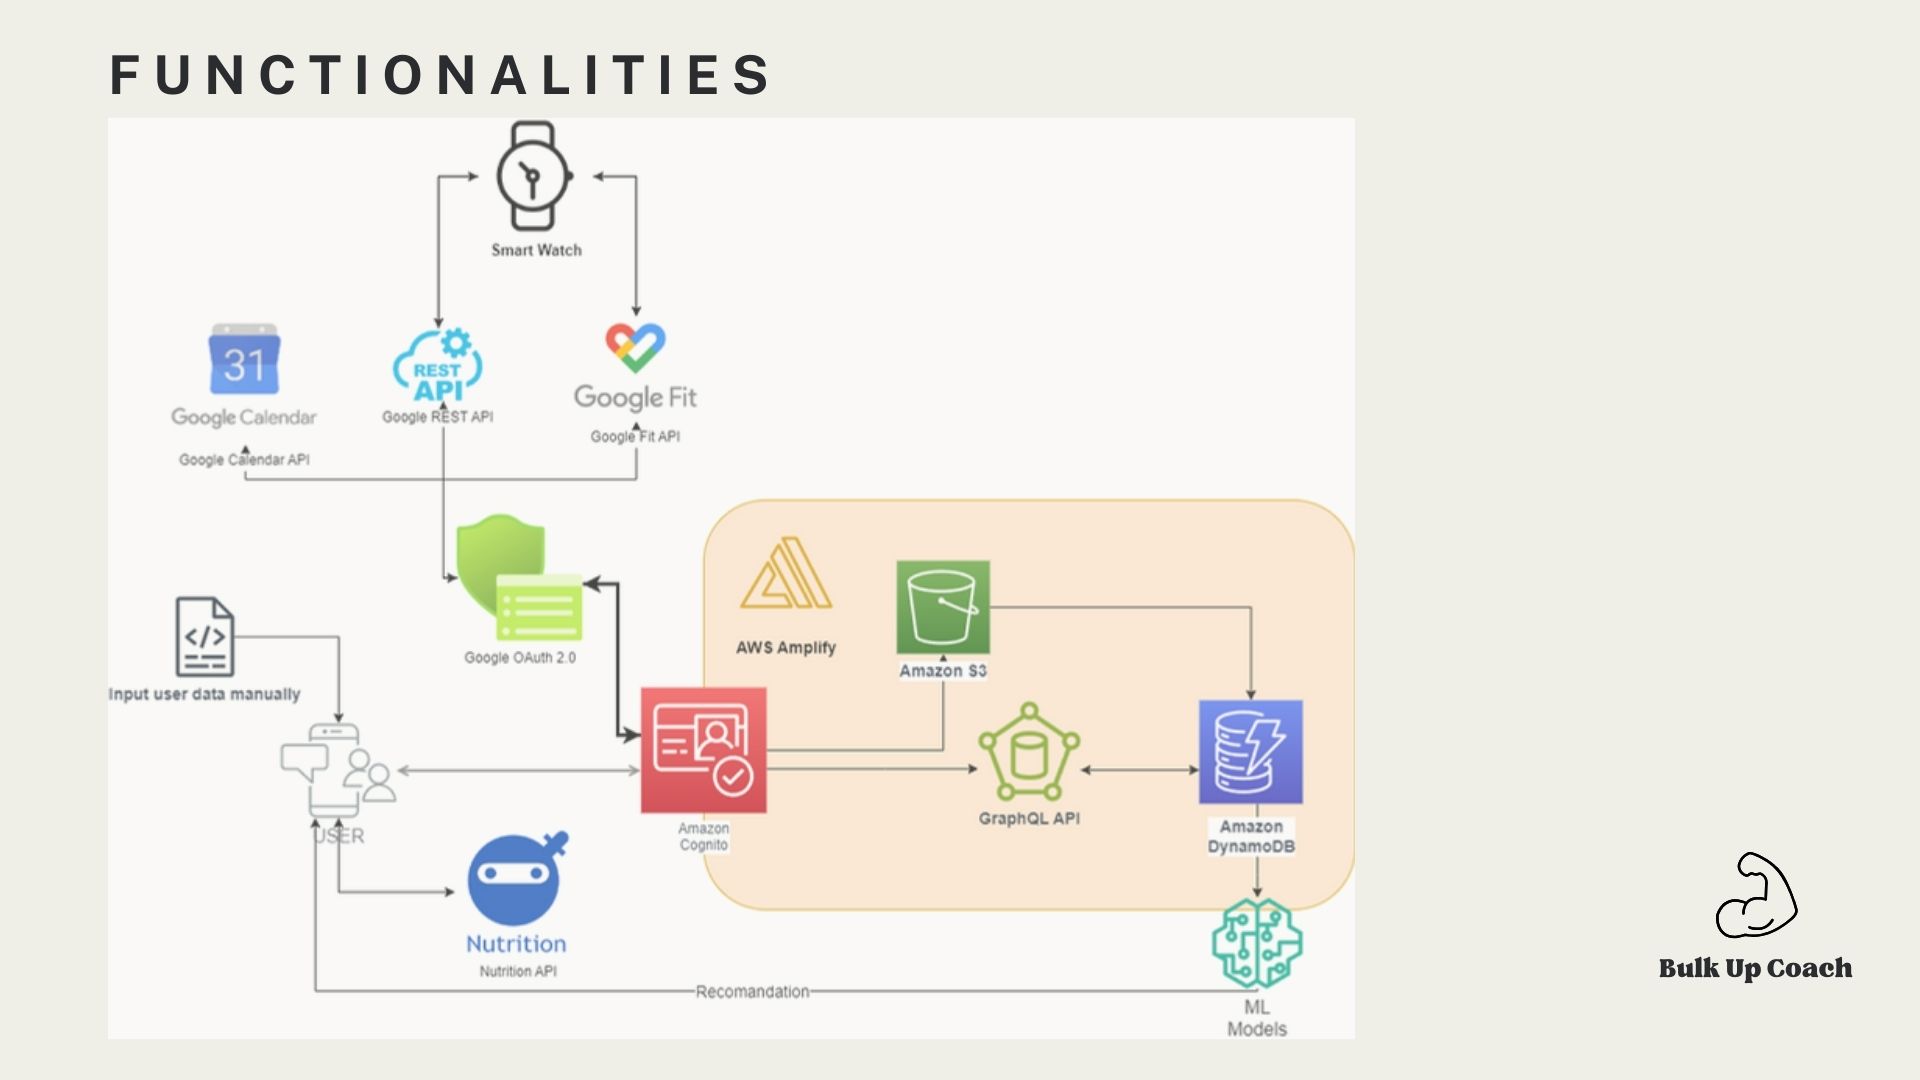 FUNCTIONALITIES
Smart Watch
31
Google Calendar
Google Calendar API
REST
API
Google REST API
Google Fit
Google Fit API
Google OAuth 2.0
</>
Input user data manually
USER
AWS Amplify
Amazon S3
Amazon
Cognito
GraphQL API
Amazon
DynamoDB
Nutrition
Nutrition API
Recomandation
ML
Models
Bulk Up Coach